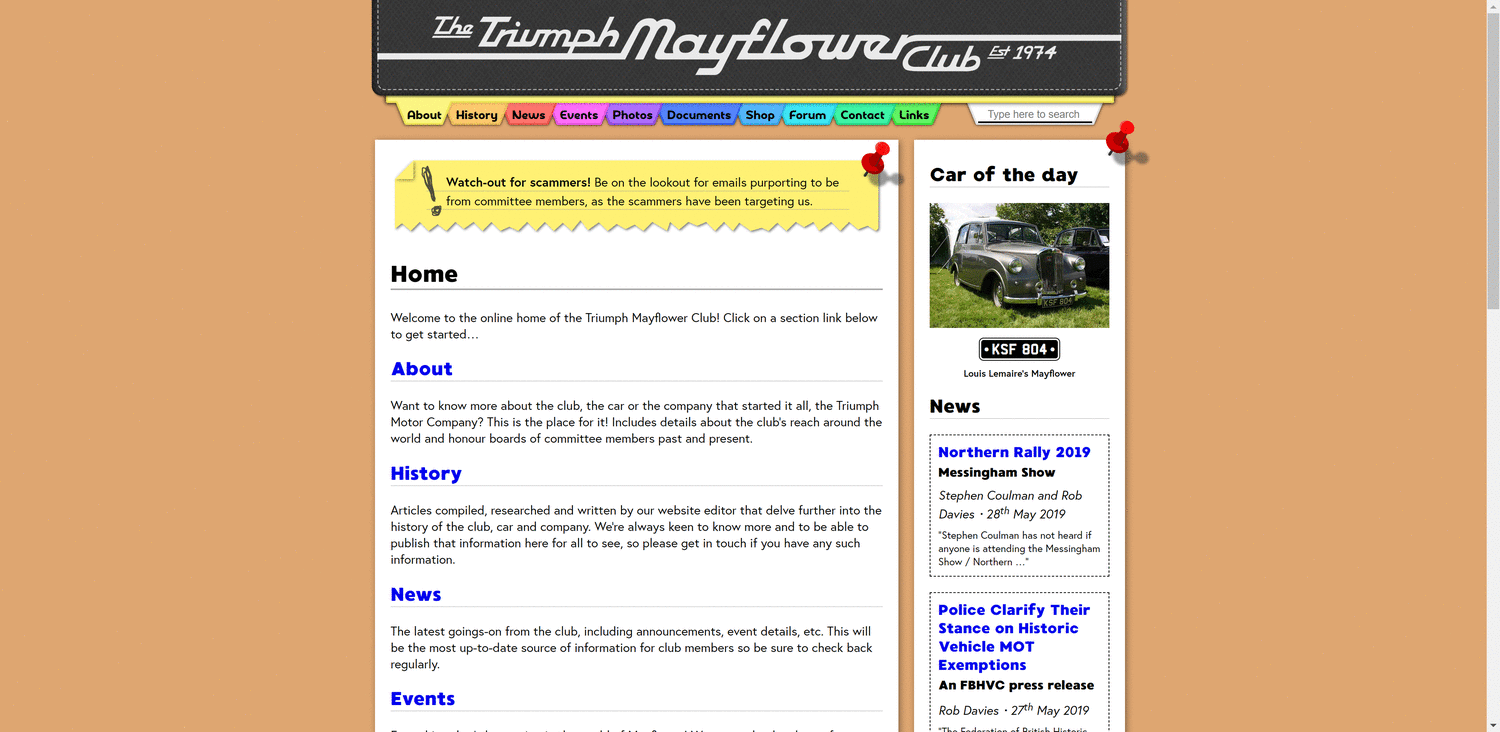 The Triumph Mayflower Club Est 1974
About History News Events Photos Documents Shop Forum Contact Links
Type here to search
Watch-out for scammers! Be on the lookout for emails purporting to be
from committee members, as the scammers have been targeting us.
Home
Welcome to the online home of the Triumph Mayflower Club! Click on a section link below
to get started…
About
Want to know more about the club, the car or the company that started it all, the Triumph
Motor Company? This is the place for it! Includes details about the club's reach around the
world and honour boards of committee members past and present.
History
Articles compiled, researched and written by our website editor that delve further into the
history of the club, car and company. We're always keen to know more and to be able to
publish that information here for all to see, so please get in touch if you have any such
information.
News
The latest goings-on from the club, including announcements, event details, etc. This will
be the most up-to-date source of information for club members so be sure to check back
regularly.
Events
Car of the day
KSF 804
KSF 804
Louis Lemaire's Mayflower
News
Northern Rally 2019
Messingham Show
Stephen Coulman and Rob
Davies · 28th May 2019
"Stephen Coulman has not heard if
anyone is attending the Messingham
Show / Northern …"
Police Clarify Their
Stance on Historic
Vehicle MOT
Exemptions
An FBHVC press release
Rob Davies · 27th May 2019
"The Federation of British Historic